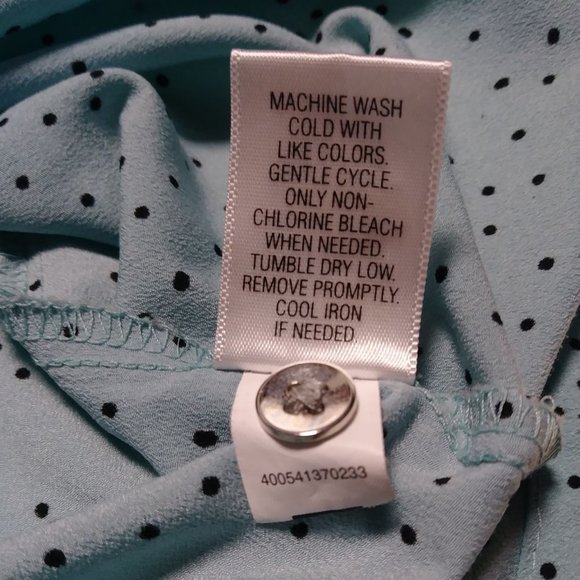 MACHINE WASH
COLD WITH
LIKE COLORS.
GENTLE CYCLE.
ONLY NON-
CHLORINE BLEACH
WHEN NEEDED.
TUMBLE DRY LOW.
REMOVE PROMPTLY.
COOL IRON
IF NEEDED.
400541370233